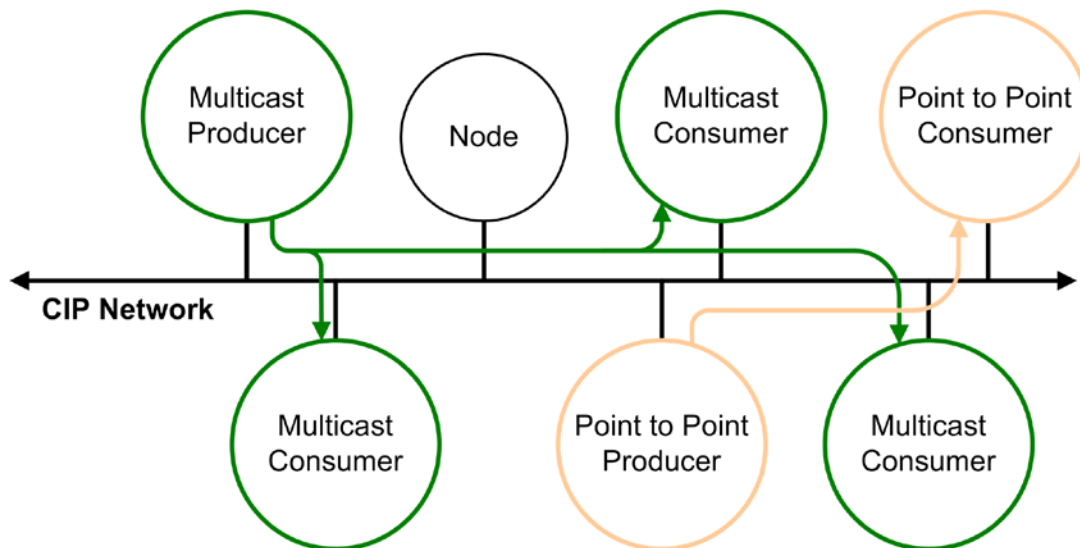 Multicast
Producer
Node
Multicast
Consumer
Point to Point
Consumer
CIP Network
Multicast
Consumer
Point to Point
Producer
Multicast
Consumer